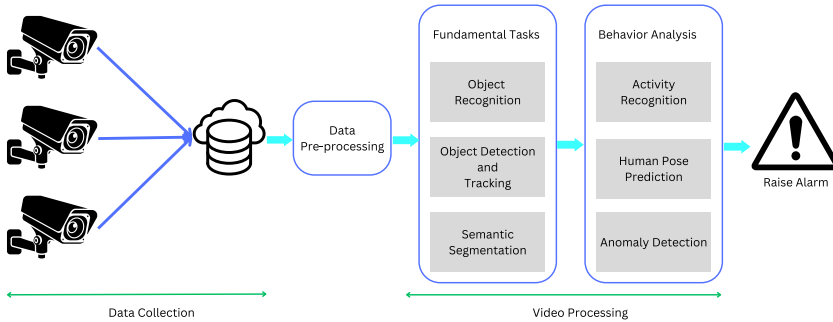 Fundamental Tasks
Behavior Analysis
Object
Recognition
Activity
Recognition
Data
Pre-processing
Object Detection
and
Tracking
Human Pose
Prediction
Raise Alarm
Semantic
Segmentation
Anomaly Detection
Data Collection
Video Processing